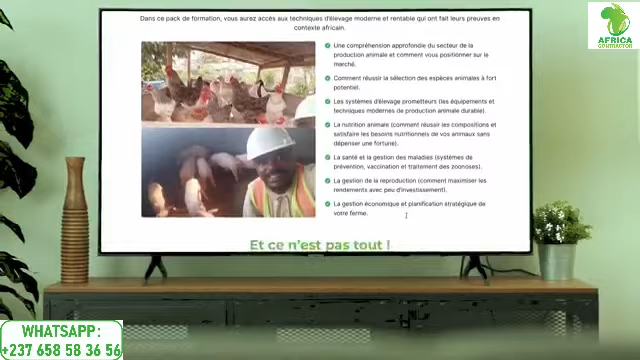 Dans ce pack de formation, vous aurez accès aux techniques d'élevage moderne et rentable qui ont fait leurs preuves en
contexte africain.
Une compréhension approfondie du secteur de la
production animale et comment vous positionner sur le
marché.
Comment réussir la sélection des espèces animales à fort
potentiel.
Les systèmes d'élevage prometteurs (les équipements et
techniques modernes de production animale durable).
La nutrition animale (comment réussir les compositions et
satisfaire les besoins nutritionnels de vos animaux sans
dépenser une fortune).
La santé et la gestion des maladies (systèmes de
prévention, vaccination et traitement des zoonoses).
La gestion de la reproduction (comment maximiser les
rendements avec peu d'investissement).
La gestion économique et planification stratégique de
votre ferme.
Et ce n'est pas tout !
AFRICA
CONTRACTOR
WHATSAPP:
+237 658 58 36 56